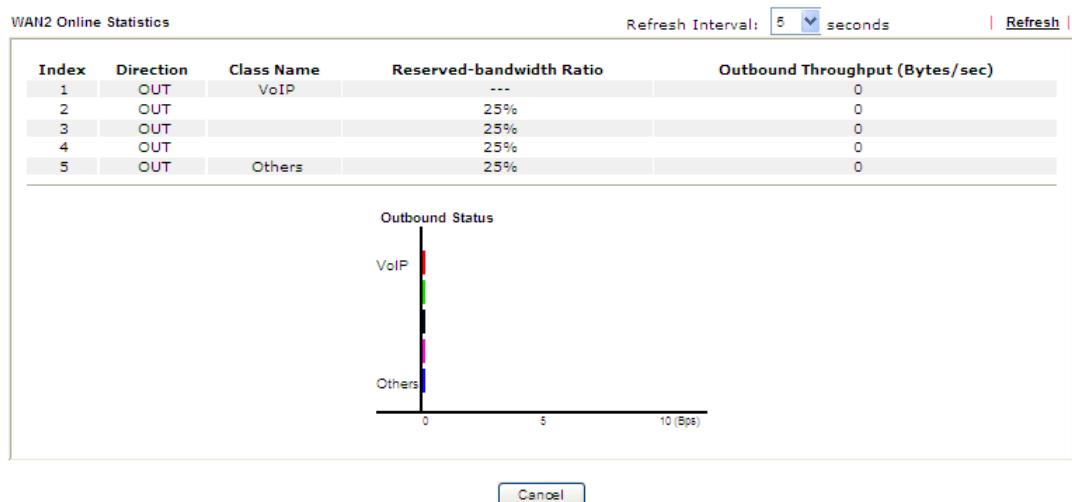 WAN2 Online Statistics Refresh Interval: 5 seconds | Refresh |
Index Direction Class Name Reserved-bandwidth Ratio Outbound Throughput (Bytes/sec)
1 OUT VoIP --- 0
2 OUT 25% 0
3 OUT 25% 0
4 OUT 25% 0
5 OUT Others 25% 0
Outbound Status
VoIP
Others
0 5 10 (Bps)
Cancel